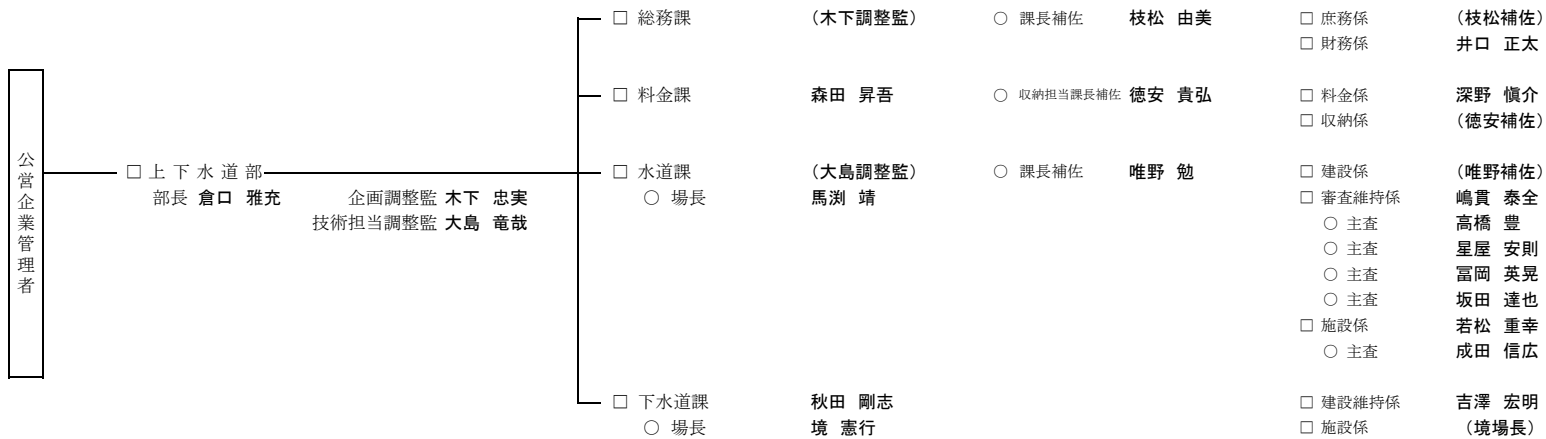 □ 総務課 (木下調整監) ○ 課長補佐 枝松 由美 □ 庶務係 (枝松補佐)
□ 財務係 井口 正太
□ 料金課 森田 昇吾 ○ 収納担当課長補佐 徳安 貴弘 □ 料金係 深野 愼介
□ 収納係 (徳安補佐)
公営企業管理者
□ 上下水道部 □ 水道課 (大島調整監) ○ 課長補佐 唯野 勉 □ 建設係 (唯野補佐)
部長 倉口 雅充 企画調整監 木下 忠実 ○ 場長 馬渕 靖 □ 審査維持係 嶋貫 泰全
技術担当調整監 大島 竜哉 ○ 主査 高橋 豊
○ 主査 星屋 安則
○ 主査 冨岡 英晃
○ 主査 坂田 達也
□ 施設係 若松 重幸
○ 主査 成田 信広
□ 下水道課 秋田 剛志 □ 建設維持係 吉澤 宏明
○ 場長 境 憲行 □ 施設係 (境場長)